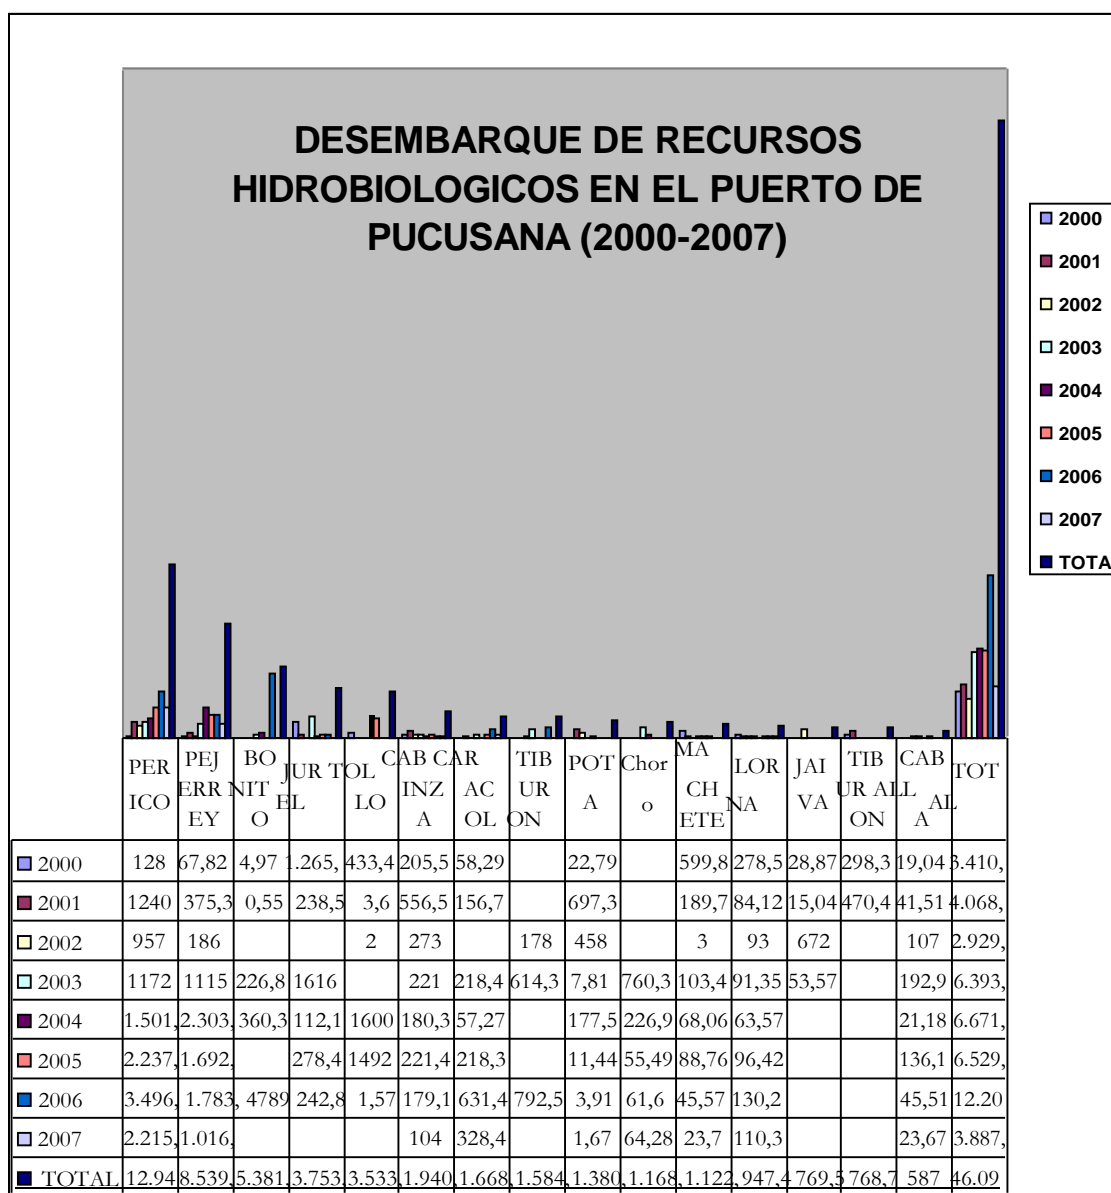 DESEMBARQUE DE RECURSOS
HIDROBIOLOGICOS EN EL PUERTO DE
PUCUSANA (2000-2007)
2000
2001
2002
2003
2004
2005
2006
2007
TOTA
PER ICO PEJ ERR EY BO NIT O JUR EL TOL LO CAB INZ A CAR AC OL TIB UR ON POT A Chor o MA CH ETE LOR NA JAI VA TIB UR ON CAB ALL A TOT AL
2000 128 67,82 4,97 1.265, 433,4 205,5 58,29 22,79 599,8 278,5 28,87 298,3 19,04 3.410,
2001 1240 375,3 0,55 238,5 3,6 556,5 156,7 697,3 189,7 84,12 15,04 470,4 41,51 4.068,
2002 957 186 2 273 178 458 3 93 672 107 2.929,
2003 1172 1115 226,8 1616 221 218,4 614,3 7,81 760,3 103,4 91,35 53,57 192,9 6.393,
2004 1.501, 2.303, 360,3 112,1 1600 180,3 57,27 177,5 226,9 68,06 63,57 21,18 6.671,
2005 2.237, 1.692, 278,4 1492 221,4 218,3 11,44 55,49 88,76 96,42 136,1 6.529,
2006 3.496, 1.783, 4789 242,8 1,57 179,1 631,4 792,5 3,91 61,6 45,57 130,2 45,51 12.20
2007 2.215, 1.016, 104 328,4 1,67 64,28 23,7 110,3 23,67 3.887,
TOTAL 12.94 8.539, 5.381, 3.753, 3.533, 1.940, 1.668, 1.584, 1.380, 1.168, 1.122, 947,4 769,5 768,7 587 46.09